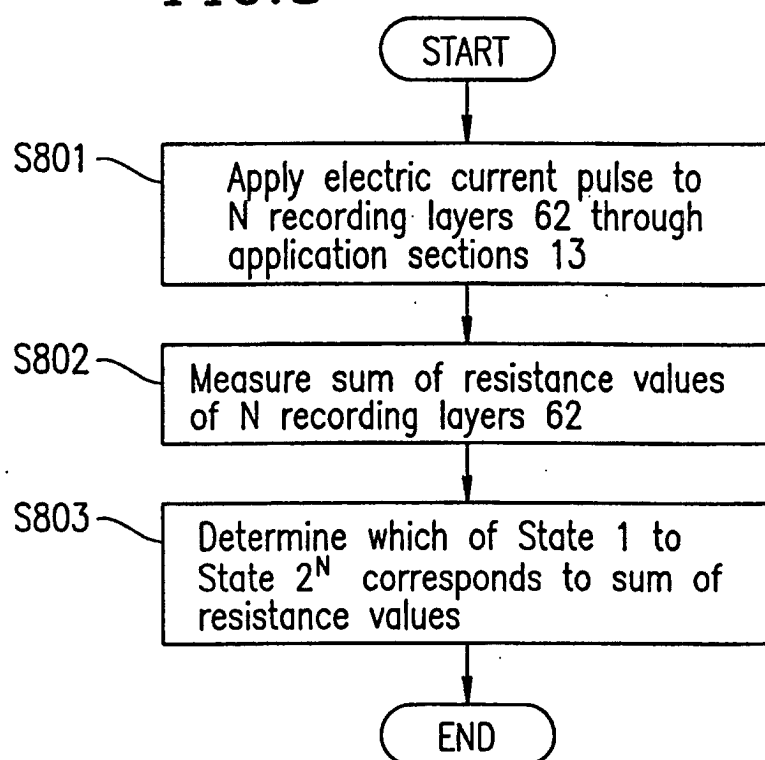 START
S801
Apply electric current pulse to
N recording layers 62 through
application sections 13
S802
Measure sum of resistance values
of N recording layers 62
S803
Determine which of State 1 to
State 2^N corresponds to sum of
resistance values
END